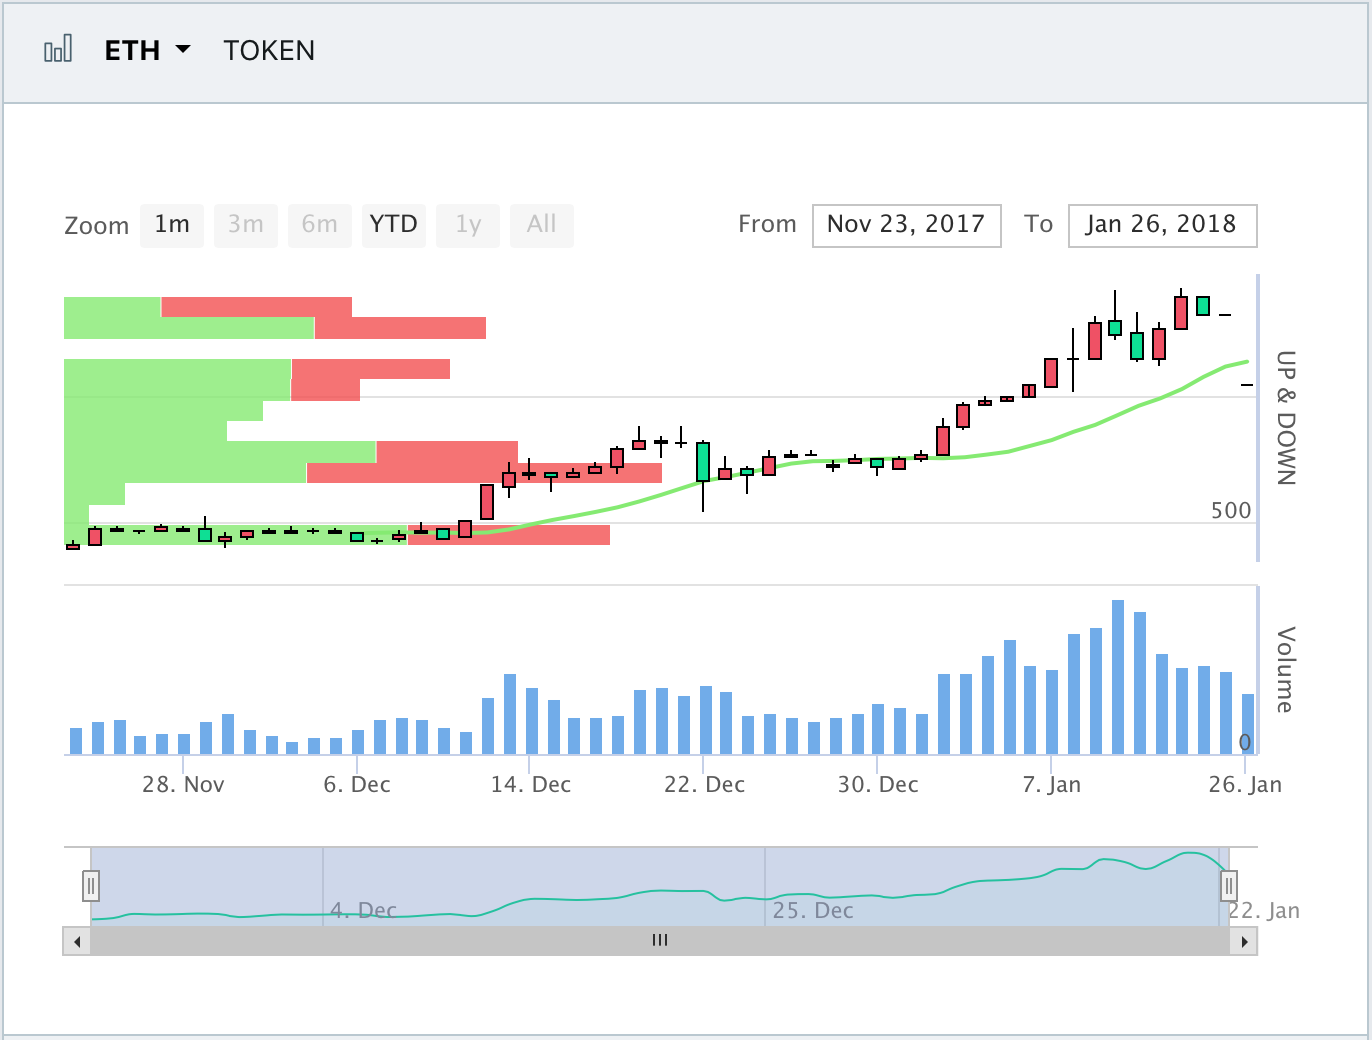 ETH TOKEN
Zoom 1m 3m 6m YTD 1y All From Nov 23, 2017 To Jan 26, 2018
UP & DOWN
500
Volume
0
28. Nov 6. Dec 14. Dec 22. Dec 30. Dec 7. Jan 26. Jan
4. Dec 25. Dec 22. Jan